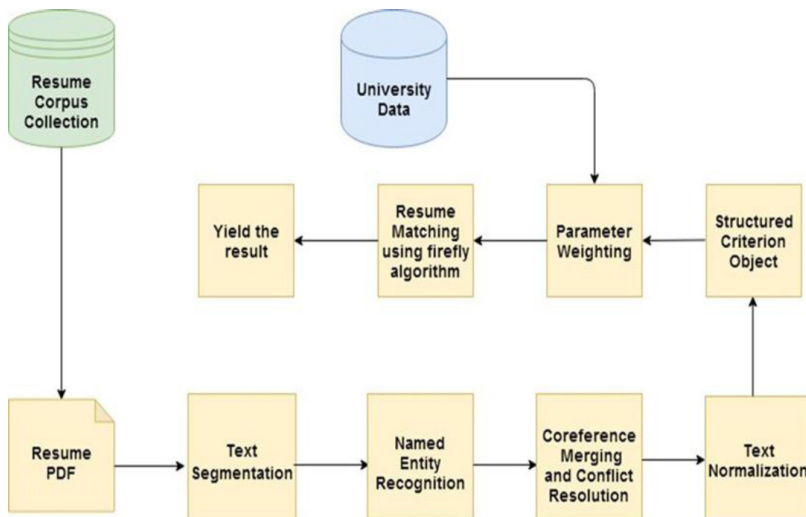 Resume
Corpus
Collection
University
Data
Yield the
result
Resume
Matching
using firefly
algorithm
Parameter
Weighting
Structured
Criterion
Object
Resume
PDF
Text
Segmentation
Named
Entity
Recognition
Coreference
Merging
and Conflict
Resolution
Text
Normalization